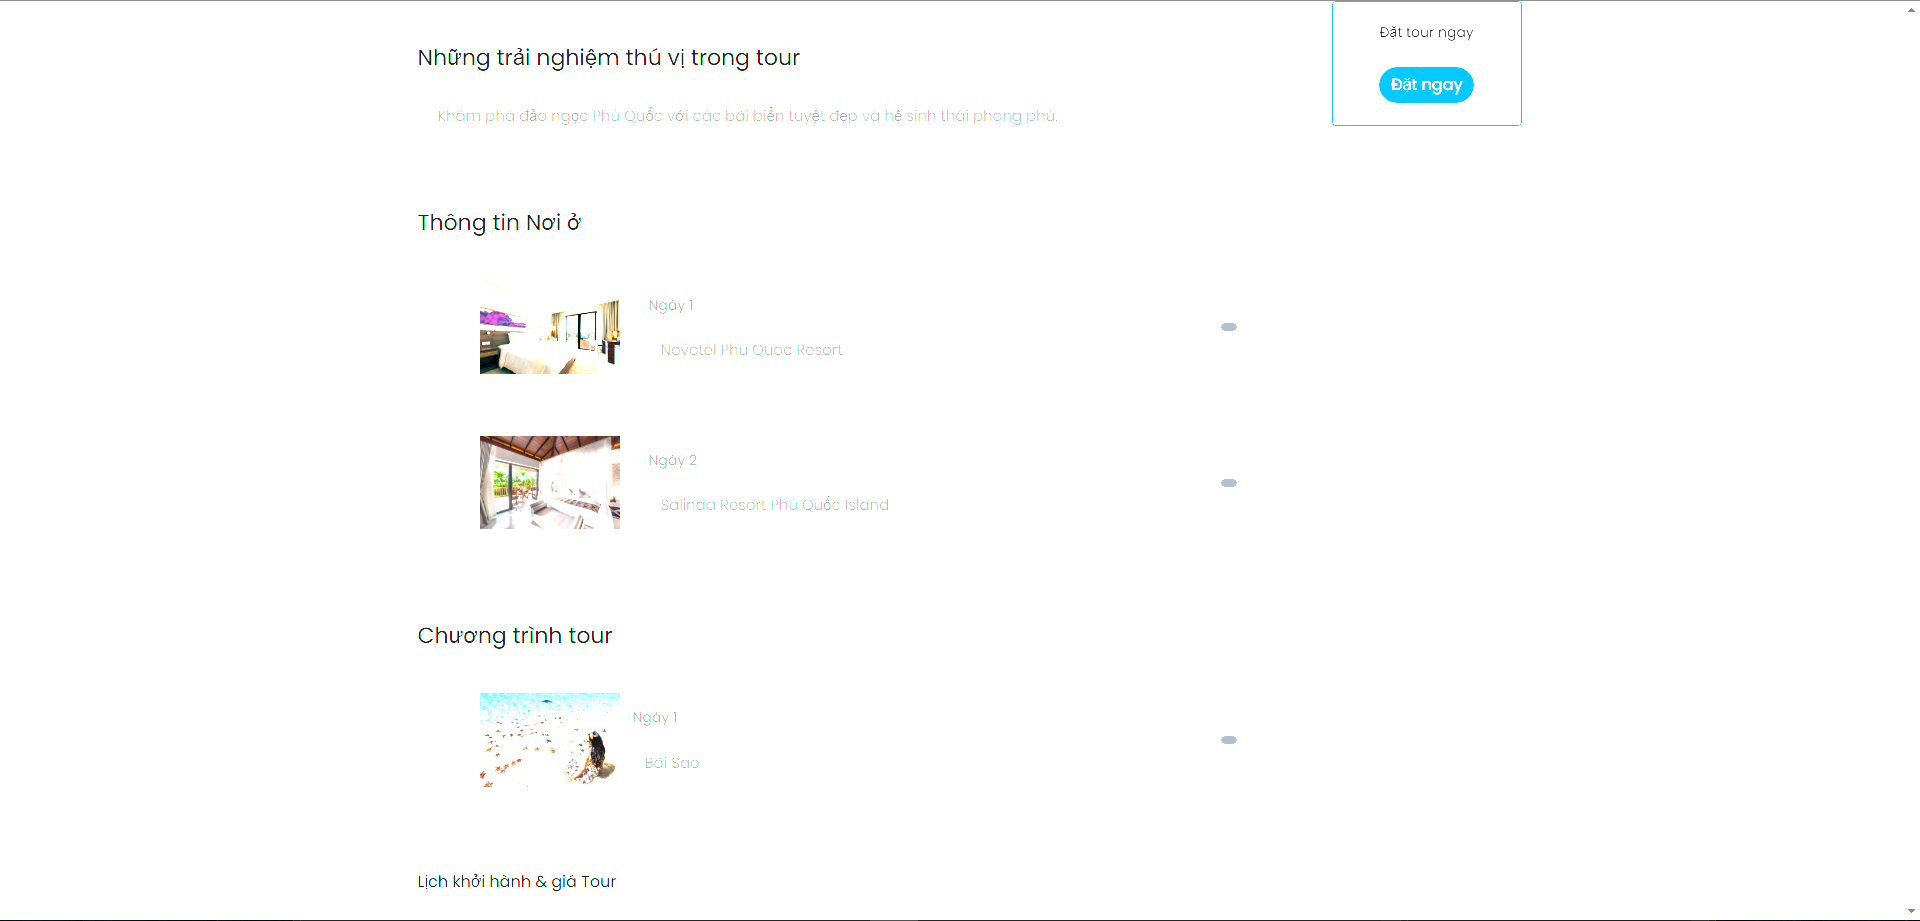 Những trải nghiệm thú vị trong tour
Khám phá đảo ngọc Phú Quốc với các bãi biển tuyệt đẹp và hệ sinh thái phong phú.
Đặt tour ngay
Đặt ngay
Thông tin Nơi ở
Ngày 1
Novotel Phu Quoc Resort
Ngày 2
Salinda Resort Phú Quốc Island
Chương trình tour
Ngày 1
Bãi Sao
Lịch khởi hành & giá Tour